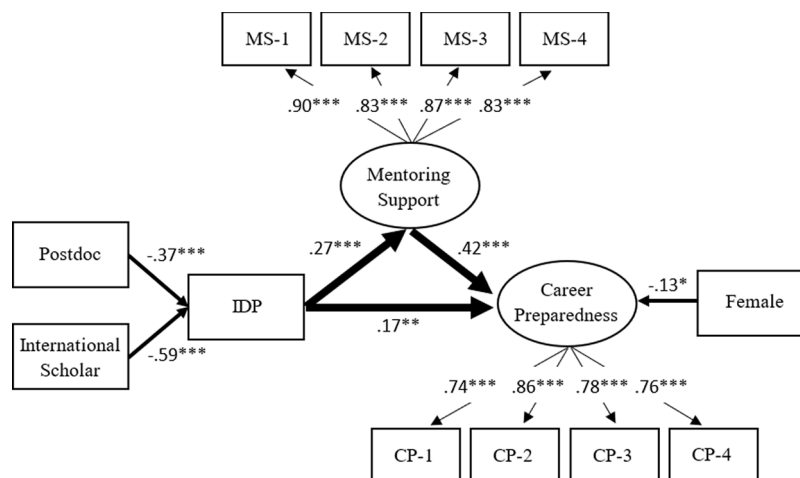 MS-1 MS-2 MS-3 MS-4
.90*** .83*** .87*** .83***
Mentoring
Support
Postdoc
-.37***
.27***
.42***
IDP
Career
Preparedness
-.13*
Female
.17**
International
Scholar
-.59***
.74*** .86*** .78*** .76***
CP-1 CP-2 CP-3 CP-4